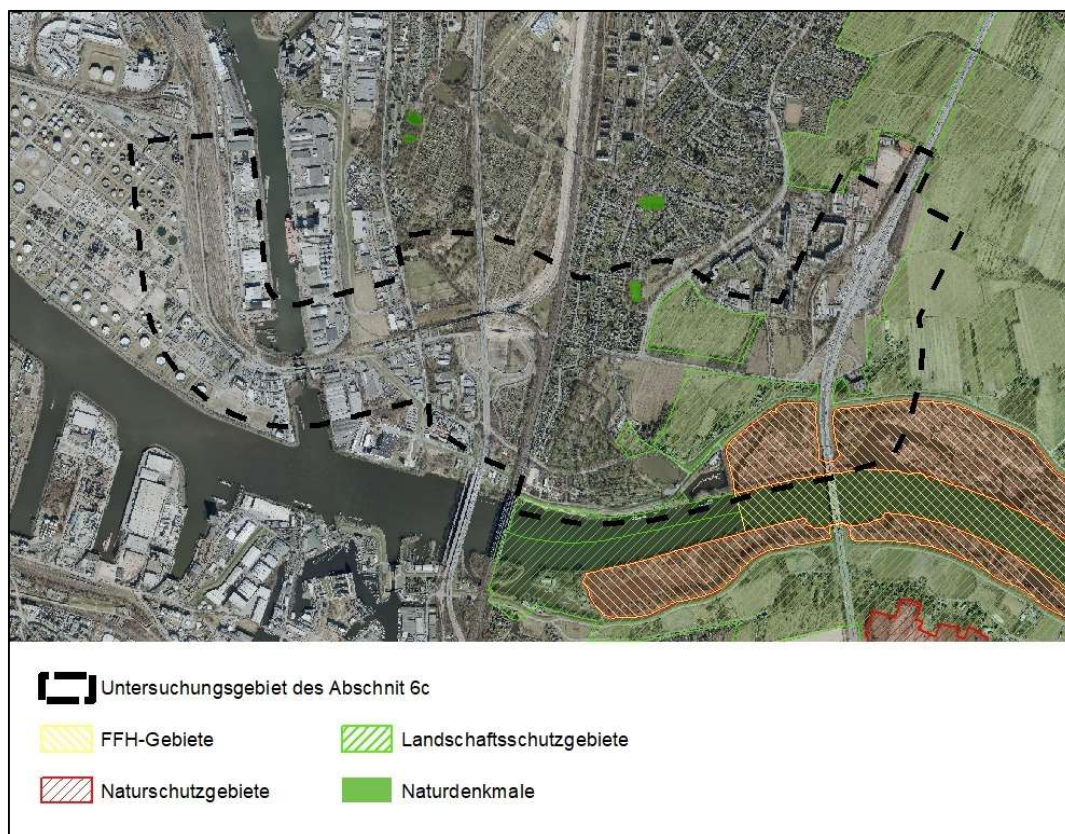 Untersuchungsgebiet des Abschnit 6c
FFH-Gebiete
Landschaftsschutzgebiete
Naturschutzgebiete
Naturdenkmale